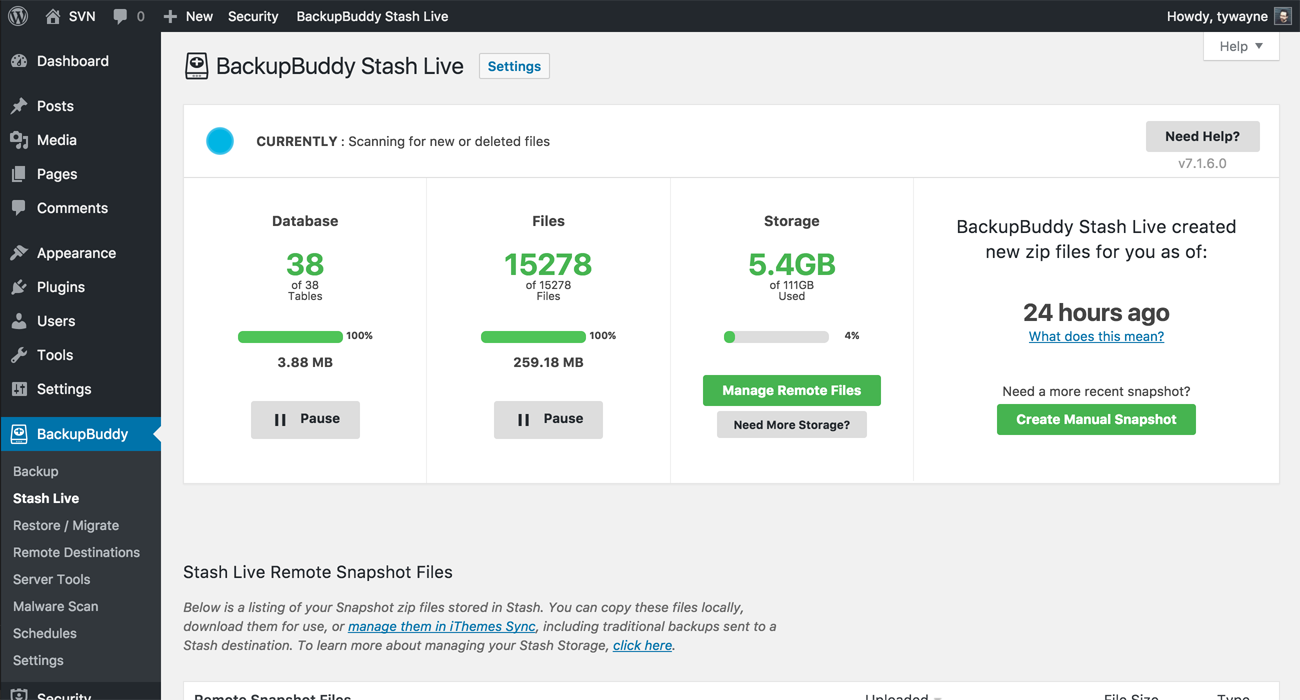 SVN 0 New Security BackupBuddy Stash Live Howdy, tywayne
Help
Dashboard
Posts
Media
Pages
Comments
Appearance
Plugins
Users
Tools
Settings
BackupBuddy
Backup
Stash Live
Restore / Migrate
Remote Destinations
Server Tools
Malware Scan
Schedules
Settings
Security
BackupBuddy Stash Live Settings
CURRENTLY : Scanning for new or deleted files
Need Help?
v7.1.6.0
Database
38
of 38
Tables
100%
3.88 MB
Pause
Files
15278
of 15278
Files
100%
259.18 MB
Pause
Storage
5.4GB
of 111GB
Used
4%
Manage Remote Files
Need More Storage?
BackupBuddy Stash Live created
new zip files for you as of:
24 hours ago
What does this mean?
Need a more recent snapshot?
Create Manual Snapshot
Stash Live Remote Snapshot Files
Below is a listing of your Snapshot zip files stored in Stash. You can copy these files locally,
download them for use, or manage them in iThemes Sync, including traditional backups sent to a
Stash destination. To learn more about managing your Stash Storage, click here.
Remote Snapshot Files Uploaded File Size Type